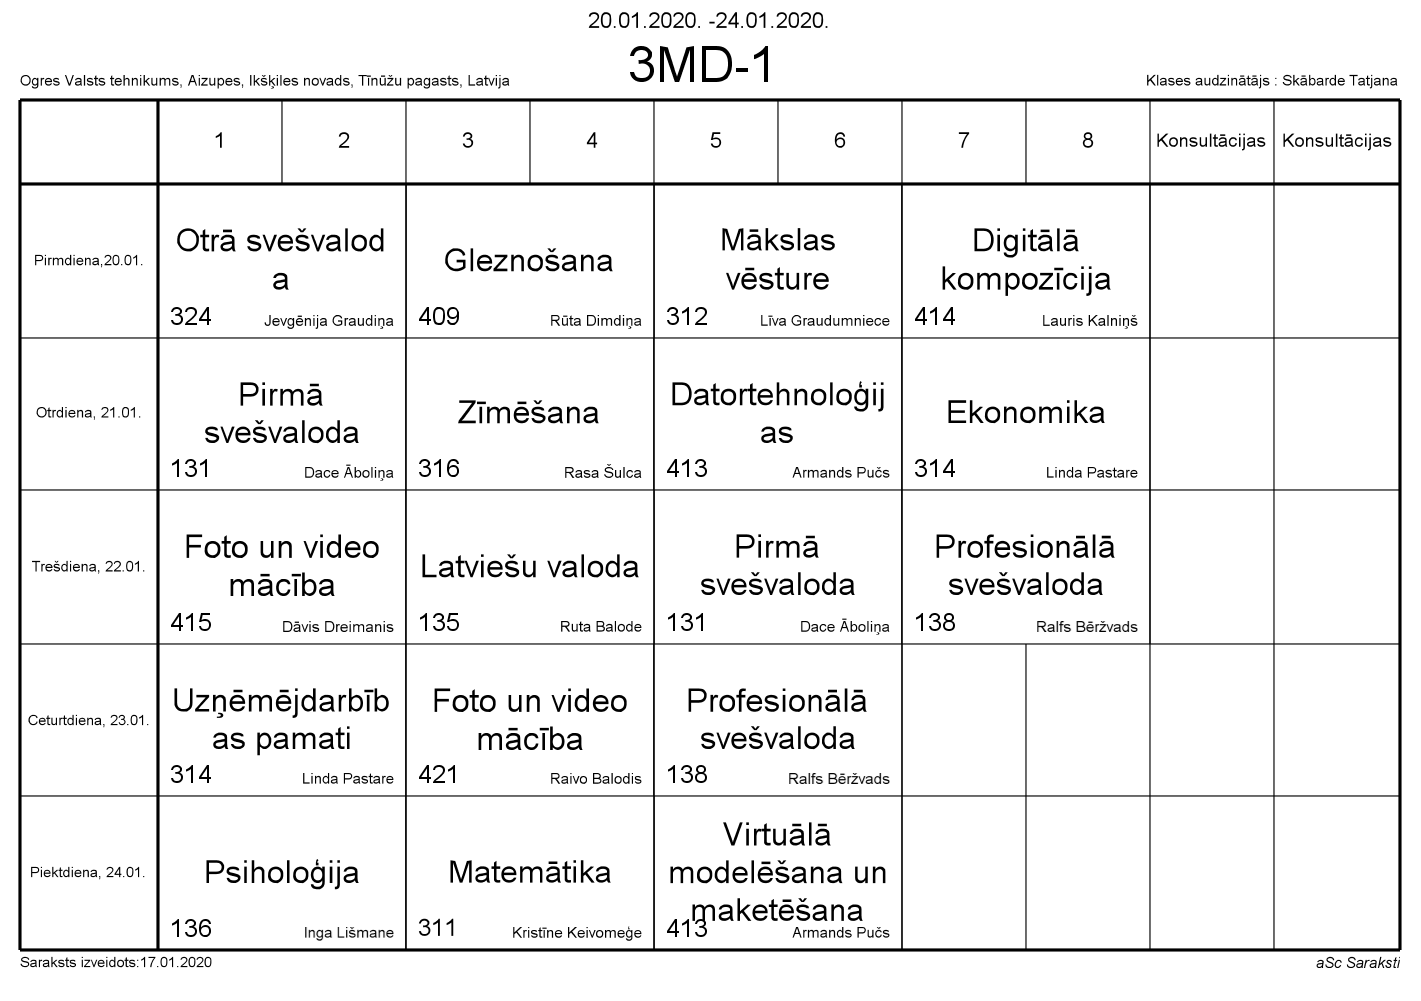 20.01.2020. -24.01.2020.
3MD-1
Ogres Valsts tehnikums, Aizupes, Ikšķiles novads, Tīnūžu pagasts, Latvija
Klases audzinātājs : Skābarde Tatjana
1 2 3 4 5 6 7 8 Konsultācijas Konsultācijas
Pirmdiena,20.01.
Otrā svešvalod
a
324 Jevgēnija Graudiņa
Gleznošana
409 Rūta Dimdiņa
Mākslas
vēsture
312 Līva Graudumniece
Digitālā
kompozīcija
414 Lauris Kalniņš
Otrdiena, 21.01.
Pirmā
svešvaloda
131 Dace Āboliņa
Zīmēšana
316 Rasa Šulca
Datortehnoloģij
as
413 Armands Pučs
Ekonomika
314 Linda Pastare
Trešdiena, 22.01.
Foto un video
mācība
415 Dāvis Dreimanis
Latviešu valoda
135 Ruta Balode
Pirmā
svešvaloda
131 Dace Āboliņa
Profesionālā
svešvaloda
138 Ralfs Bēržvads
Ceturtdiena, 23.01.
Uzņēmējdarbīb
as pamati
314 Linda Pastare
Foto un video
mācība
421 Raivo Balodis
Profesionālā
svešvaloda
138 Ralfs Bēržvads
Piektdiena, 24.01.
Psiholoģija
136 Inga Lišmane
Matemātika
311 Kristīne Keivomeģe
Virtuālā
modelēšana un
maketēšana
413 Armands Pučs
Saraksts izveidots:17.01.2020
aSc Saraksti